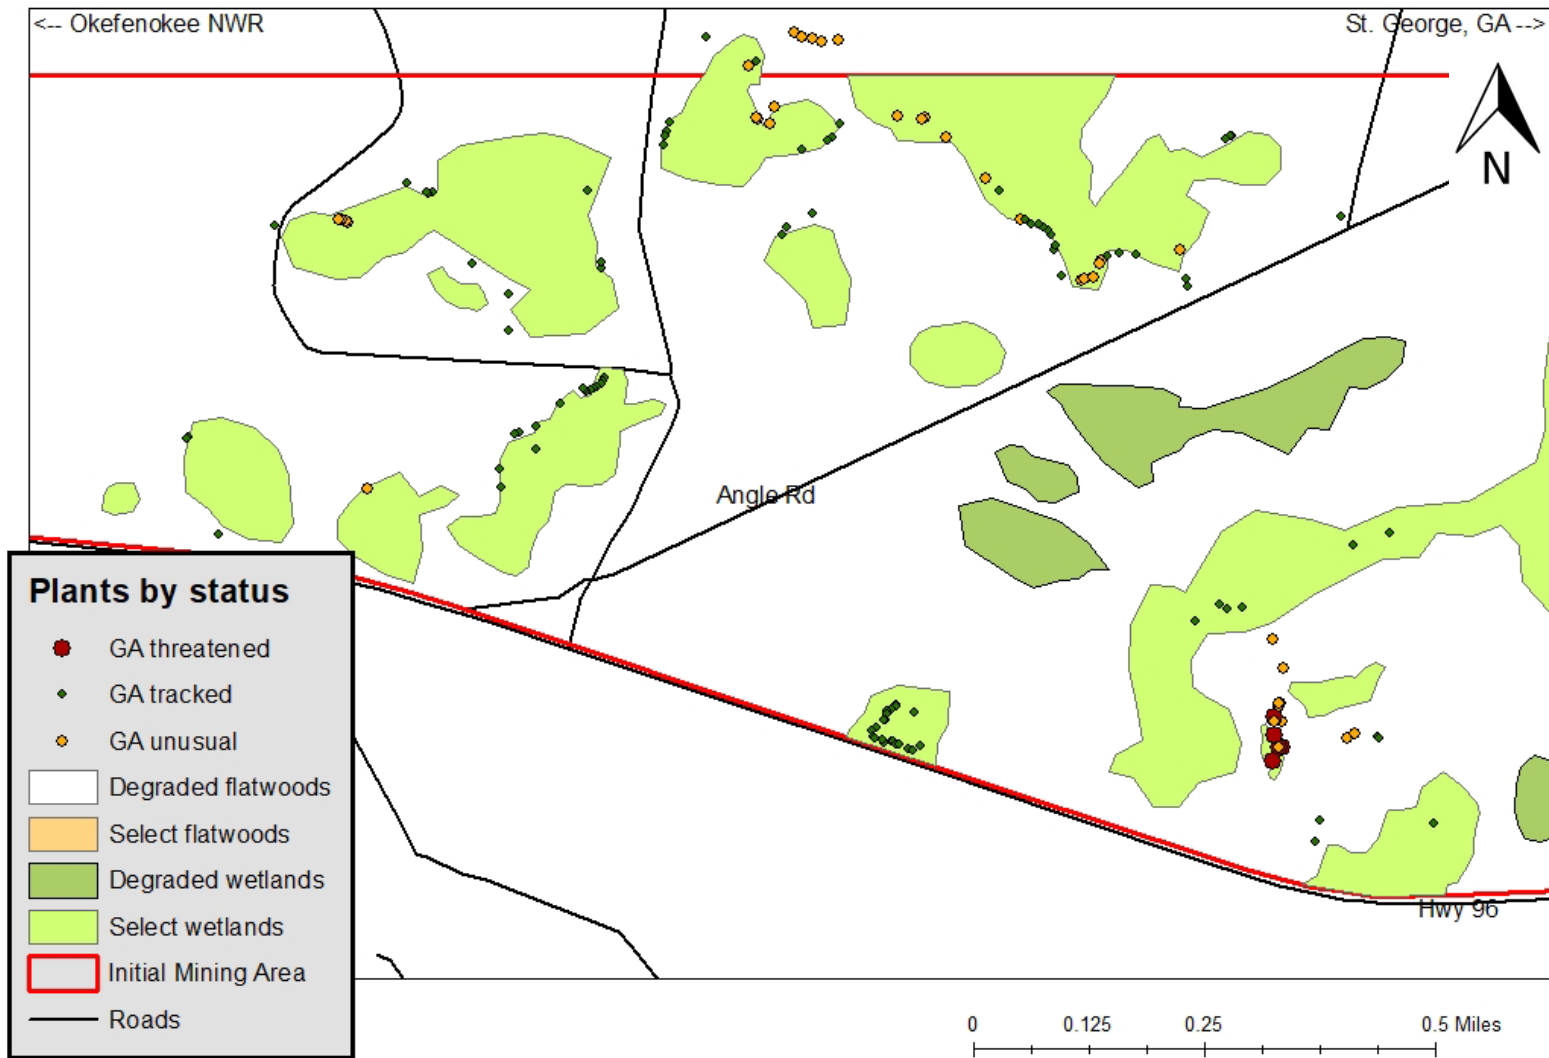 <-- Okefenokee NWR
St. George, GA -->
N
Angle Rd
Plants by status
GA threatened
GA tracked
GA unusual
Degraded flatwoods
Select flatwoods
Degraded wetlands
Select wetlands
Initial Mining Area
Roads
Hwy 96
0 0.125 0.25 0.5 Miles